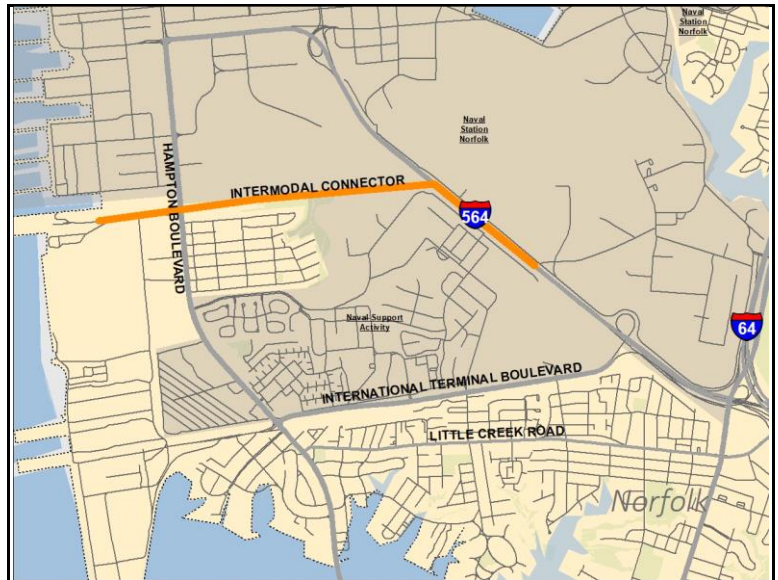 Naval
Station
Norfolk
Naval
Station
Norfolk
HAMPTON BOULEVARD
INTERMODAL CONNECTOR
564
Naval Support
Activity
64
INTERNATIONAL TERMINAL BOULEVARD
LITTLE CREEK ROAD
Norfolk